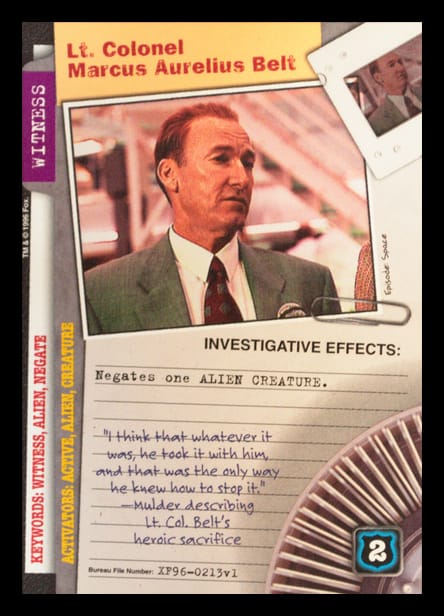 Lt. Colonel
Marcus Aurelius Belt
WITNESS
TM & © 1996 Fox.
Episode: Space
KEYWORDS: WITNESS, ALIEN, NEGATE
ACTIVATORS: ACTIVE, ALIEN, CREATURE
INVESTIGATIVE EFFECTS:
Negates one ALIEN CREATURE.
"I think that whatever it
was, he took it with him,
and that was the only way
he knew how to stop it."
—Mulder describing
Lt. Col. Belt's
heroic sacrifice
2
Bureau File Number: XF96-0213v1